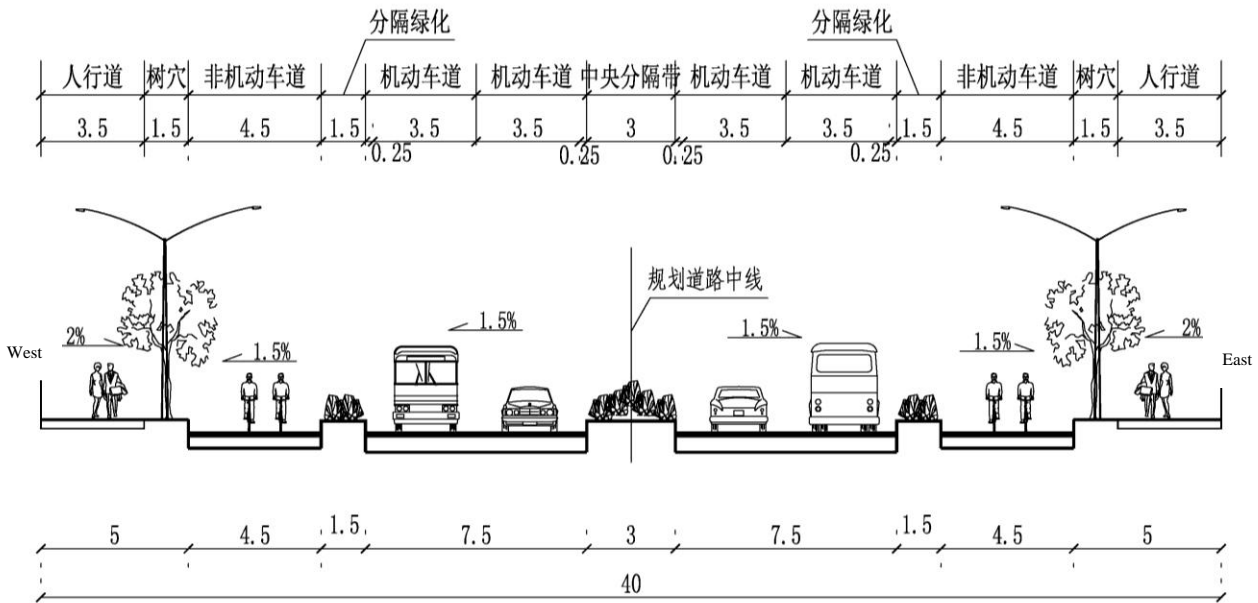 分隔绿化 分隔绿化
人行道 树穴 非机动车道 机动车道 机动车道 中央分隔带 机动车道 机动车道 非机动车道 树穴 人行道
3.5 1.5 4.5 1.5 3.5 3.5 3 3.5 3.5 1.5 4.5 1.5 3.5
0.25 0.25 0.25 0.25
规划道路中线
2% 1.5% 1.5% 1.5% 1.5% 2%
West East
5 4.5 1.5 7.5 3 7.5 1.5 4.5 5
40